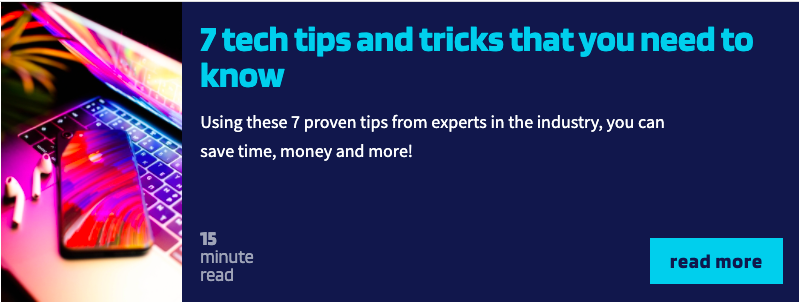 7 tech tips and tricks that you need to
know
Using these 7 proven tips from experts in the industry, you can
save time, money and more!
15
minute
read
read more